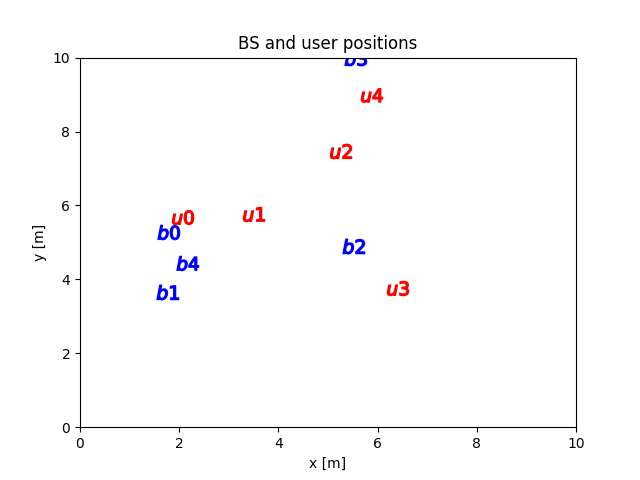 BS and user positions
10
b3
u4
8
u2
6
u0
u1
b0
b2
b4
4
b1
u3
2
0
0 2 4 6 8 10
y [m]
x [m]